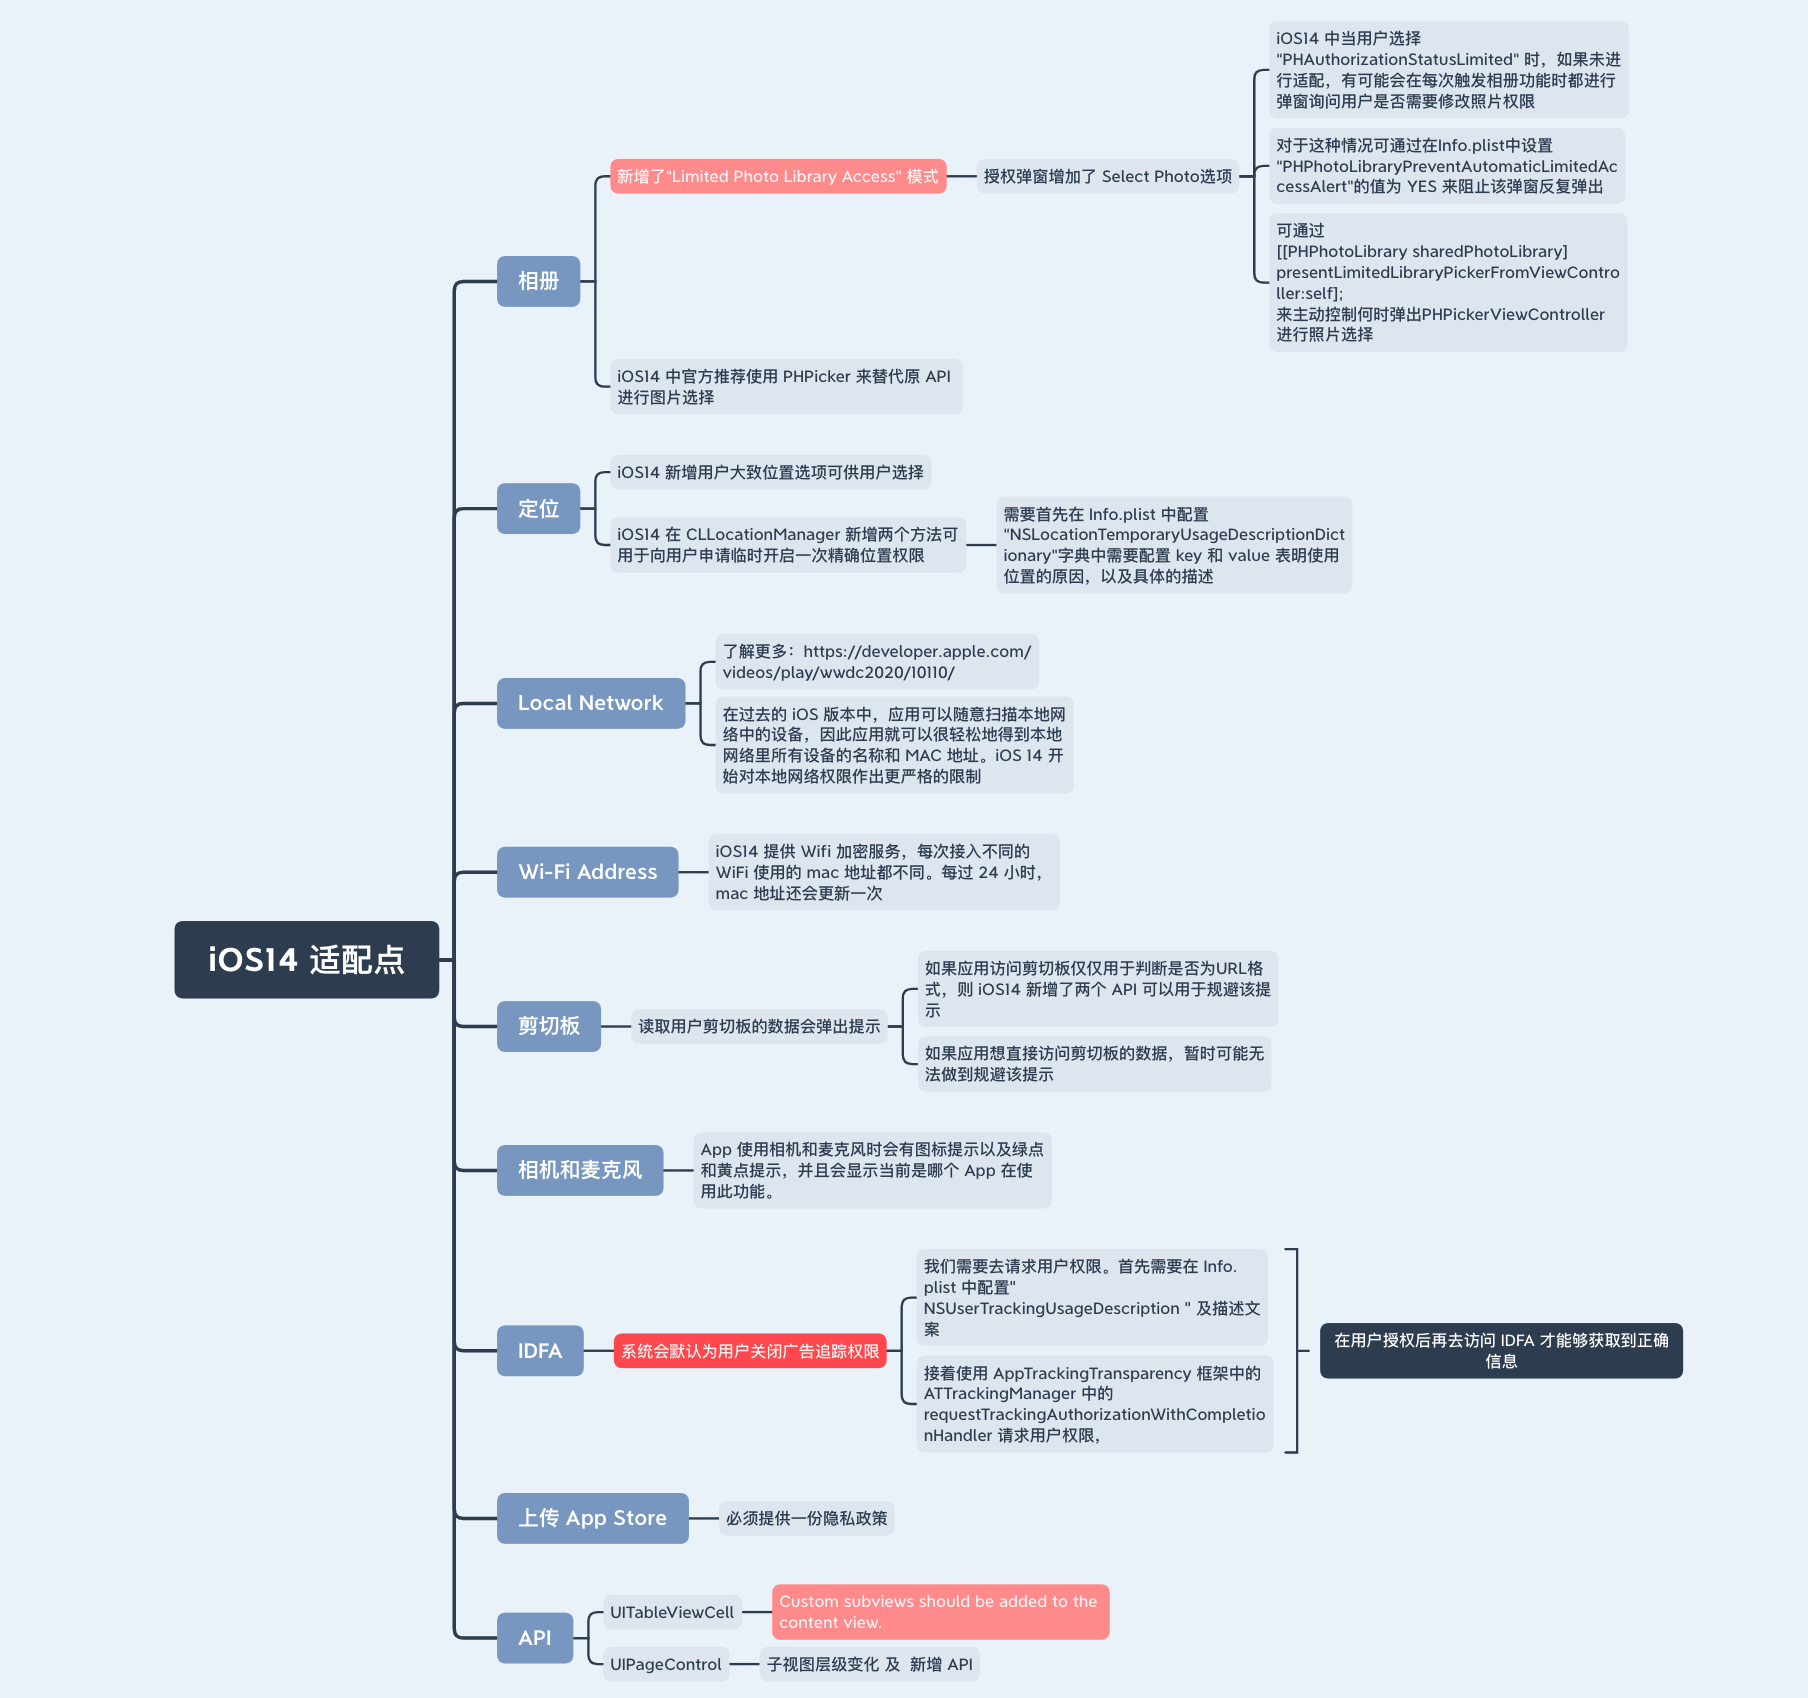 iOS14 适配点
相册
新增了"Limited Photo Library Access" 模式
授权弹窗增加了 Select Photo选项
iOS14 中当用户选择
"PHAuthorizationStatusLimited" 时，如果未进
行适配，有可能会在每次触发相册功能时都进行
弹窗询问用户是否需要修改照片权限
对于这种情况可通过在Info.plist中设置
"PHPhotoLibraryPreventAutomaticLimitedAc
cessAlert"的值为 YES 来阻止该弹窗反复弹出
可通过
[[PHPhotoLibrary sharedPhotoLibrary]
presentLimitedLibraryPickerFromViewContro
ller:self];
来主动控制何时弹出PHPickerViewController
进行照片选择
iOS14 中官方推荐使用 PHPicker 来替代原 API
进行图片选择
定位
iOS14 新增用户大致位置选项可供用户选择
iOS14 在 CLLocationManager 新增两个方法可
用于向用户申请临时开启一次精确位置权限
需要首先在 Info.plist 中配置
"NSLocationTemporaryUsageDescriptionDict
ionary"字典中需要配置 key 和 value 表明使用
位置的原因，以及具体的描述
Local Network
了解更多：https://developer.apple.com/
videos/play/wwdc2020/10110/
在过去的 iOS 版本中，应用可以随意扫描本地网
络中的设备，因此应用就可以很轻松地得到本地
网络里所有设备的名称和 MAC 地址。iOS 14 开
始对本地网络权限作出更严格的限制
Wi-Fi Address
iOS14 提供 Wifi 加密服务，每次接入不同的
WiFi 使用的 mac 地址都不同。每过 24 小时，
mac 地址还会更新一次
剪切板
读取用户剪切板的数据会弹出提示
如果应用访问剪切板仅仅用于判断是否为URL格
式，则 iOS14 新增了两个 API 可以用于规避该提
示
如果应用想直接访问剪切板的数据，暂时可能无
法做到规避该提示
相机和麦克风
App 使用相机和麦克风时会有图标提示以及绿点
和黄点提示，并且会显示当前是哪个 App 在使
用此功能。
IDFA
系统会默认为用户关闭广告追踪权限
我们需要去请求用户权限。首先需要在 Info.
plist 中配置"
NSUserTrackingUsageDescription " 及描述文
案
接着使用 AppTrackingTransparency 框架中的
ATTrackingManager 中的
requestTrackingAuthorizationWithCompletio
nHandler 请求用户权限，
在用户授权后再去访问 IDFA 才能够获取到正确
信息
上传 App Store
必须提供一份隐私政策
API
UITableViewCell
Custom subviews should be added to the
content view.
UIPageControl
子视图层级变化 及  新增 API